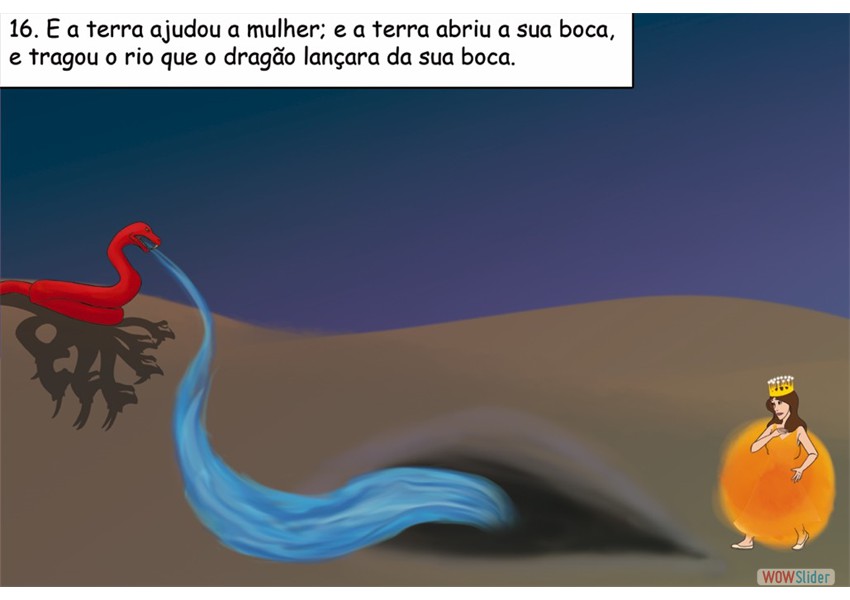 16. E a terra ajudou a mulher; e a terra abriu a sua boca,
e tragou o rio que o dragão lançara da sua boca.
WOWSlider